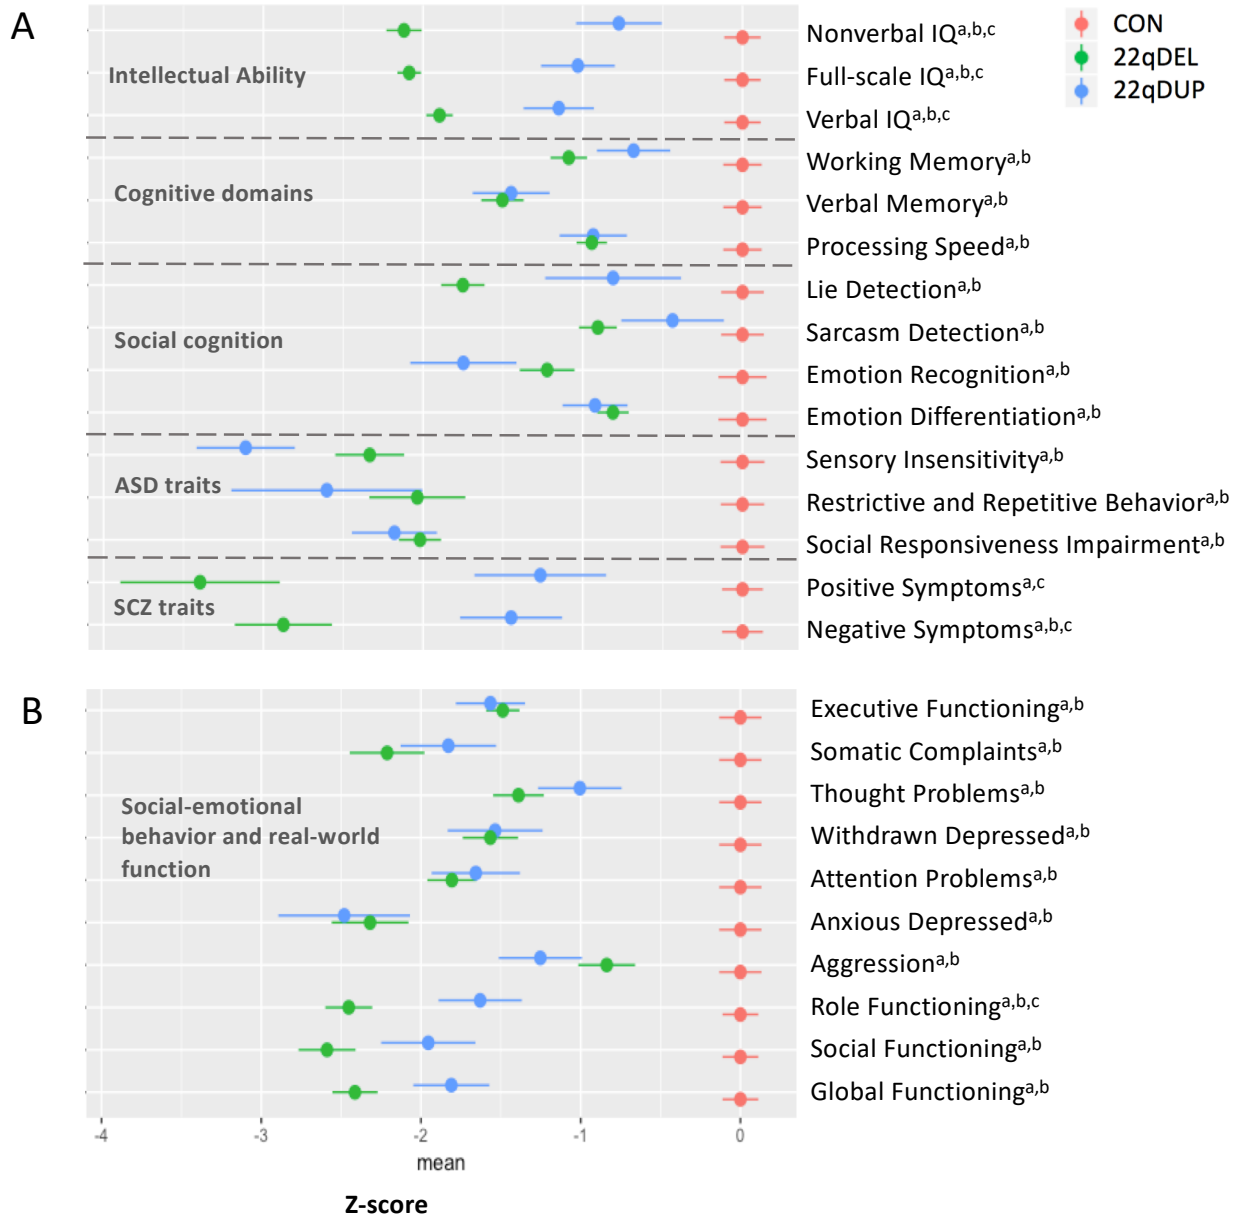 A
Nonverbal IQa,b,c
CON
Intellectual Ability
Full-scale IQa,b,c
22qDEL
22qDUP
Verbal IQa,b,c
Working Memorya,b
Cognitive domains
Verbal Memorya,b
Processing Speeda,b
Lie Detectiona,b
Social cognition
Sarcasm Detectiona,b
Emotion Recognitiona,b
Emotion Differentiationa,b
Sensory Insensitivitya,b
ASD traits
Restrictive and Repetitive Behaviora,b
Social Responsiveness Impairmenta,b
Positive Symptomsa,c
SCZ traits
Negative Symptomsa,b,c
B
Executive Functioninga,b
Somatic Complaintsa,b
Thought Problemsa,b
Social-emotional
behavior and real-world
function
Withdrawn Depresseda,b
Attention Problemsa,b
Anxious Depresseda,b
Aggressiona,b
Role Functioninga,b,c
Social Functioninga,b
Global Functioninga,b
-4 -3 -2 -1 0
mean
Z-score